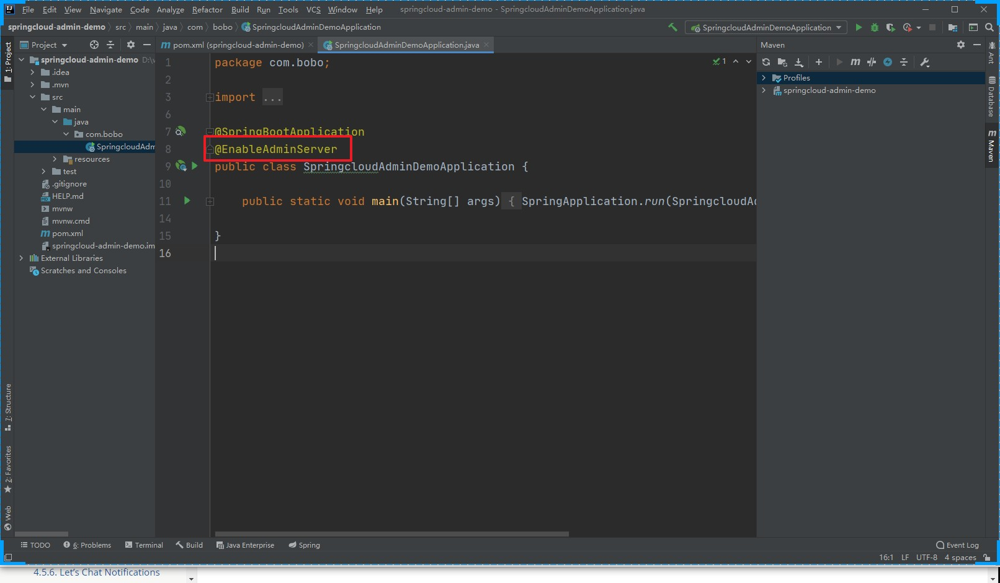 File Edit View Navigate Code Analyze Refactor Build Run Tools VCS Window Help springcloud-admin-demo - SpringcloudAdminDemoApplication.java
springcloud-admin-demo src main java com bobo SpringcloudAdminDemoApplication SpringcloudAdminDemoApplication
1: Project
7: Structure
2: Favorites
Web
Project
springcloud-admin-demo D:\
.idea
.mvn
src
main
java
com.bobo
SpringcloudAdm
resources
test
.gitignore
HELP.md
mvnw
mvnw.cmd
pom.xml
springcloud-admin-demo.im
External Libraries
Scratches and Consoles
pom.xml (springcloud-admin-demo) SpringcloudAdminDemoApplication.java
1 package com.bobo;
1
2
3 import ...
6
7 @SpringBootApplication
8 @EnableAdminServer
9 public class SpringcloudAdminDemoApplication {
10
11 public static void main(String[] args) { SpringApplication.run(SpringcloudAd
14
15 }
16
Maven
Profiles
springcloud-admin-demo
Ant
Database
Maven
TODO 6: Problems Terminal Build Java Enterprise Spring Event Log
16:1 LF UTF-8 4 spaces
4.5.6. Let’s Chat Notifications